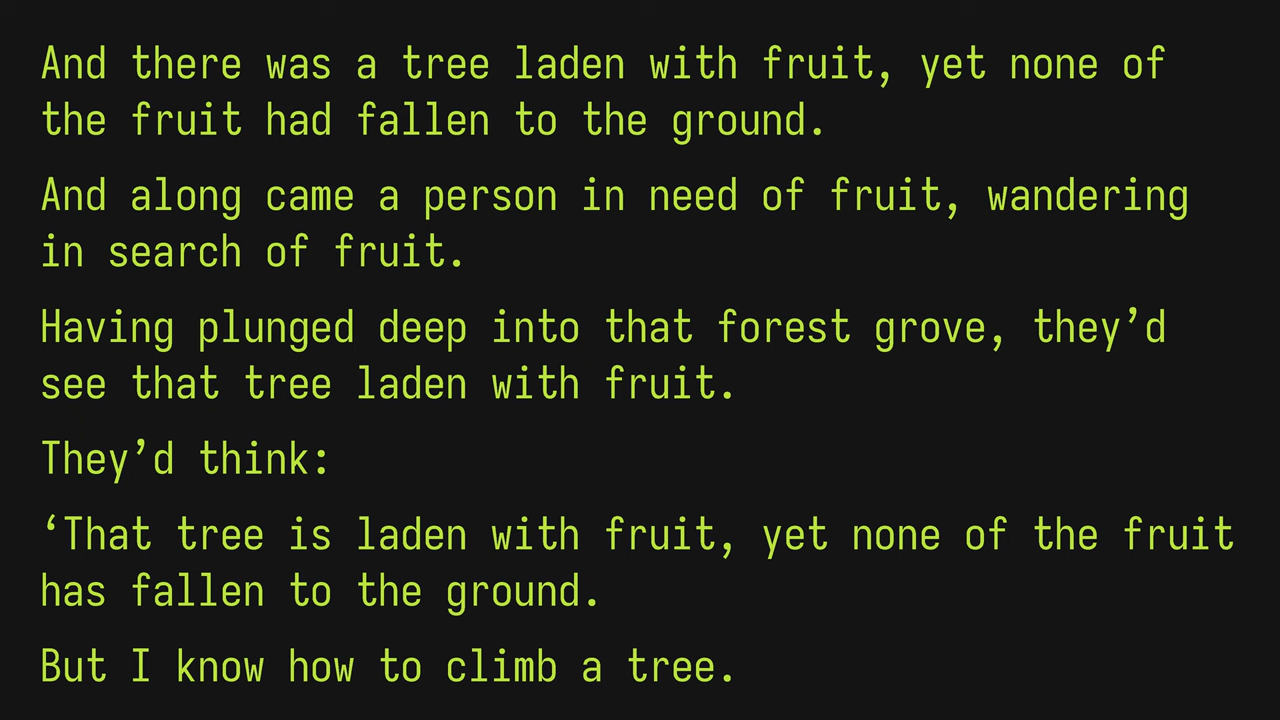 And there was a tree laden with fruit, yet none of
the fruit had fallen to the ground.
And along came a person in need of fruit, wandering
in search of fruit.
Having plunged deep into that forest grove, they’d
see that tree laden with fruit.
They’d think:
‘That tree is laden with fruit, yet none of the fruit
has fallen to the ground.
But I know how to climb a tree.